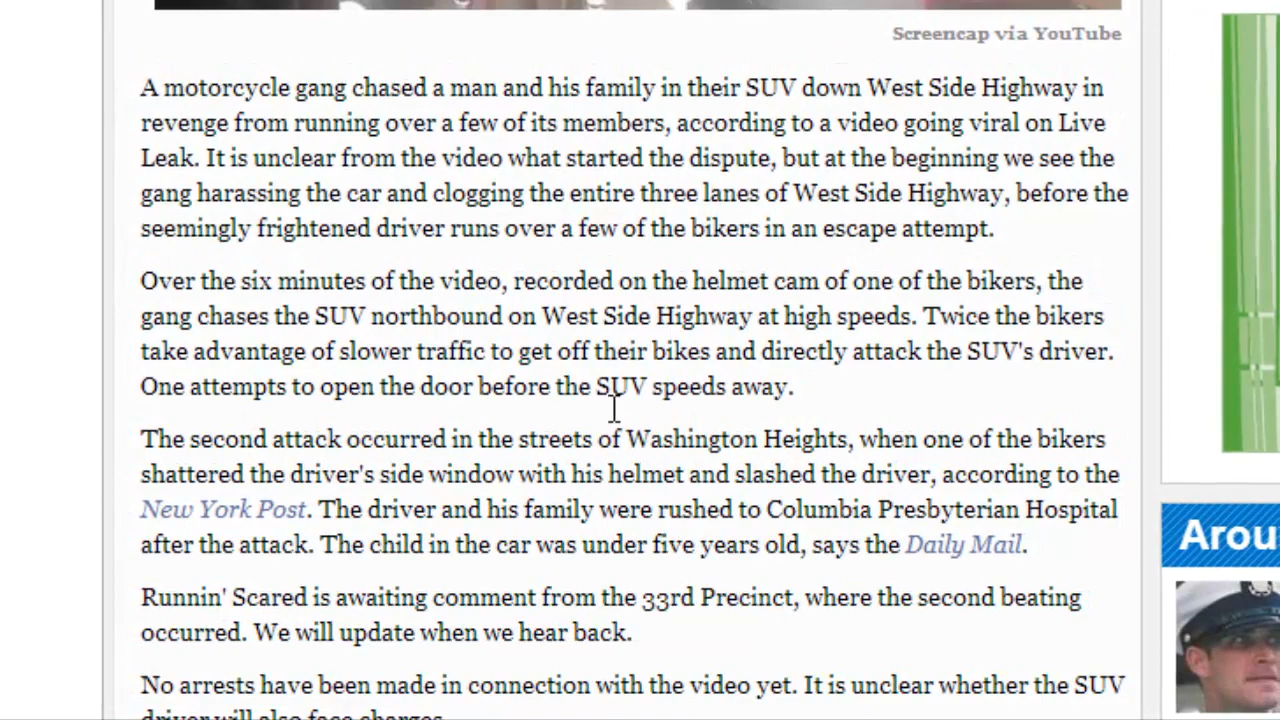 Screencap via YouTube
A motorcycle gang chased a man and his family in their SUV down West Side Highway in
revenge from running over a few of its members, according to a video going viral on Live
Leak. It is unclear from the video what started the dispute, but at the beginning we see the
gang harassing the car and clogging the entire three lanes of West Side Highway, before the
seemingly frightened driver runs over a few of the bikers in an escape attempt.
Over the six minutes of the video, recorded on the helmet cam of one of the bikers, the
gang chases the SUV northbound on West Side Highway at high speeds. Twice the bikers
take advantage of slower traffic to get off their bikes and directly attack the SUV's driver.
One attempts to open the door before the SUV speeds away.
The second attack occurred in the streets of Washington Heights, when one of the bikers
shattered the driver's side window with his helmet and slashed the driver, according to the
New York Post. The driver and his family were rushed to Columbia Presbyterian Hospital
after the attack. The child in the car was under five years old, says the Daily Mail.
Runnin' Scared is awaiting comment from the 33rd Precinct, where the second beating
occurred. We will update when we hear back.
No arrests have been made in connection with the video yet. It is unclear whether the SUV
driver will also face charges.
Arou